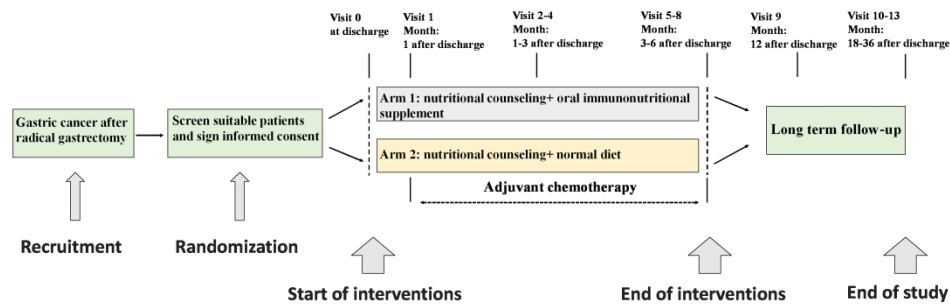 Visit 0
at discharge
Visit 1
Month:
1 after discharge
Visit 2-4
Month:
1-3 after discharge
Visit 5-8
Month:
3-6 after discharge
Visit 9
Month:
12 after discharge
Visit 10-13
Month:
18-36 after discharge
Gastric cancer after
radical gastrectomy
Screen suitable patients
and sign informed consent
Arm 1: nutritional counseling+ oral immunonutritional
supplement
Arm 2: nutritional counseling+ normal diet
Long term follow-up
Adjuvant chemotherapy
Recruitment
Randomization
Start of interventions
End of interventions
End of study